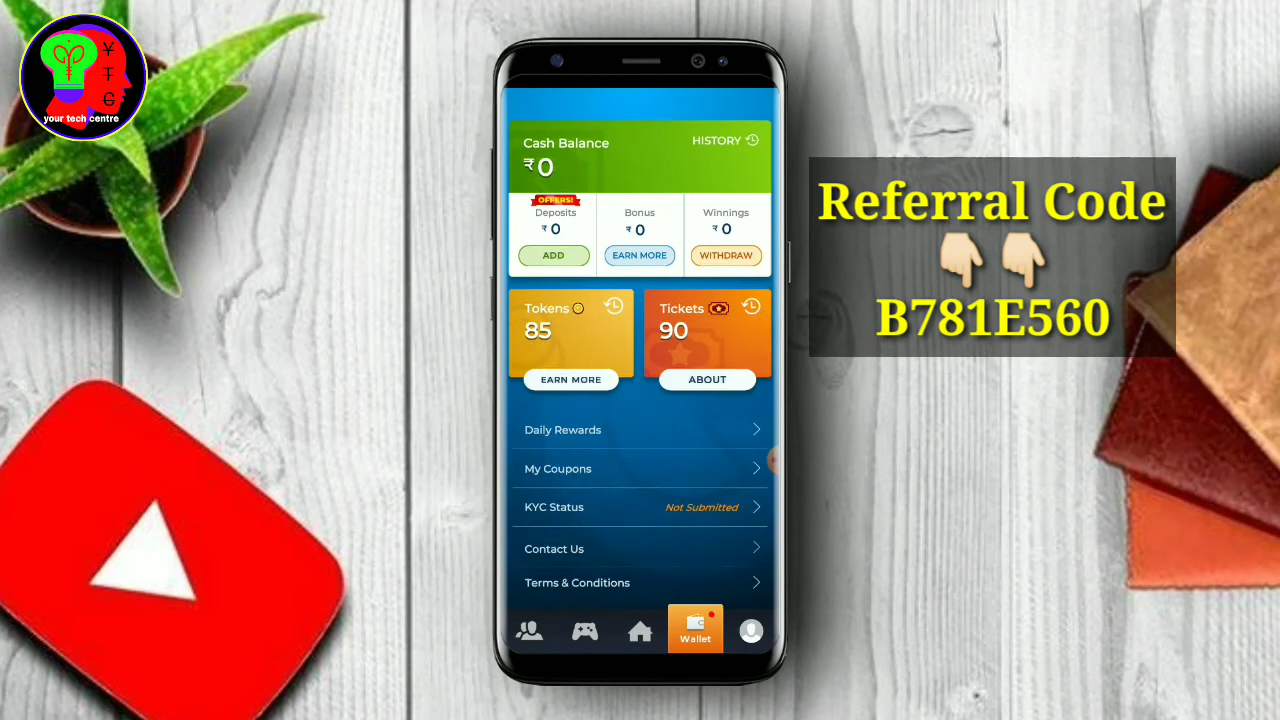 ¥
T
C
your tech centre
Cash Balance
HISTORY
₹0
OFFERS!
Deposits
₹ 0
ADD
Bonus
₹ 0
EARN MORE
Winnings
₹ 0
WITHDRAW
Tokens
85
EARN MORE
Tickets
90
ABOUT
Daily Rewards
My Coupons
KYC Status
Not Submitted
Contact Us
Terms & Conditions
Wallet
Referral Code
👇🏻👇🏻
B781E560